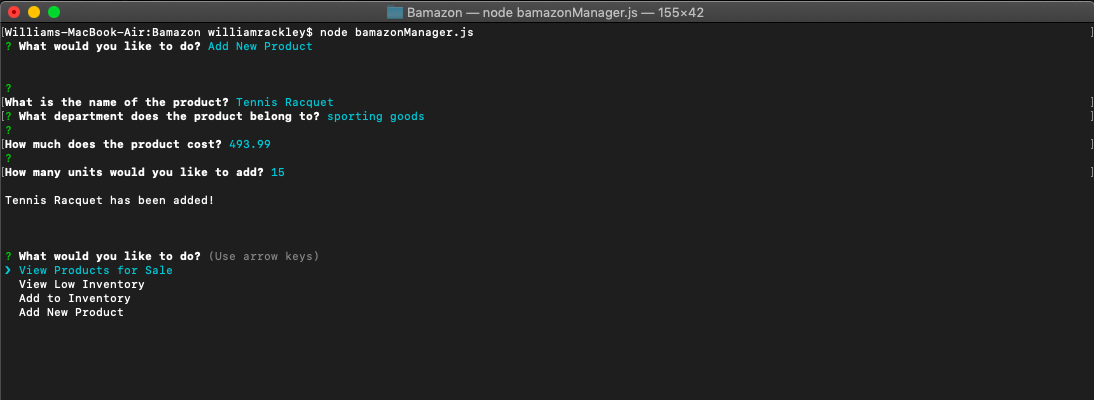 Bamazon — node bamazonManager.js — 155×42
[Williams-MacBook-Air:Bamazon williamrackley$ node bamazonManager.js ]
? What would you like to do? Add New Product
?
[What is the name of the product? Tennis Racquet ]
[? What department does the product belong to? sporting goods ]
?
[How much does the product cost? 493.99 ]
?
[How many units would you like to add? 15 ]
Tennis Racquet has been added!
? What would you like to do? (Use arrow keys)
❯ View Products for Sale
View Low Inventory
Add to Inventory
Add New Product